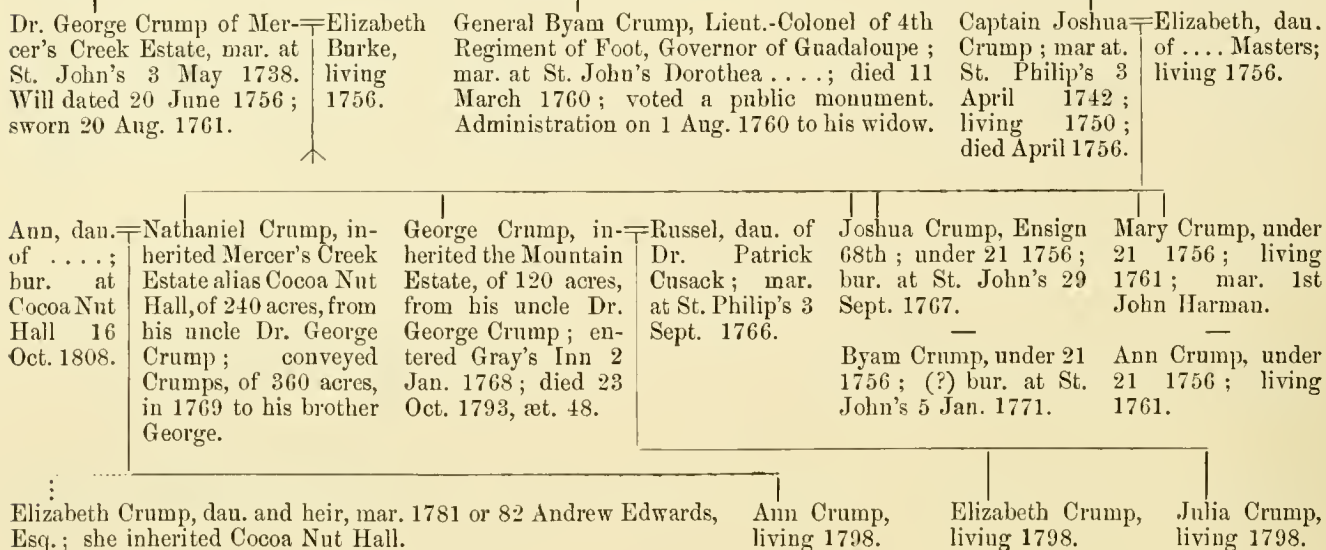 Dr. George Crump of Mer-
cer's Creek Estate, mar. at
St. John's 3 May 1738.
Will dated 20 June 1756 ;
sworn 20 Aug. 1761.
Elizabeth
Burke,
living
1756.
General Byam Crump, Lieut.-Colonel of 4th
Regiment of Foot, Governor of Guadaloupe ;
mar. at St. John's Dorothea . . . . ; died 11
March 1760 ; voted a public monument.
Administration on 1 Aug. 1760 to his widow.
Captain Joshua
Crump ; mar at.
St. Philip's 3
April 1742 ;
living 1750 ;
died April 1756.
Elizabeth, dau.
of . . . . Masters;
living 1756.
Ann, dau.
of . . . . ;
bur. at
Cocoa Nut
Hall 16
Oct. 1808.
Nathaniel Crump, in-
herited Mercer's Creek
Estate alias Cocoa Nut
Hall, of 240 acres, from
his uncle Dr. George
Crump ; conveyed
Crumps, of 360 acres,
in 1769 to his brother
George.
George Crump, in-
herited the Mountain
Estate, of 120 acres,
from his uncle Dr.
George Crump ; en-
tered Gray's Inn 2
Jan. 1768 ; died 23
Oct. 1793, æt. 48.
Russel, dau. of
Dr. Patrick
Cusack ; mar.
at St. Philip's 3
Sept. 1766.
Joshua Crump, Ensign
68th ; under 21 1756 ;
bur. at St. John's 29
Sept. 1767.
—
Byam Crump, under 21
1756 ; (?) bur. at St.
John's 5 Jan. 1771.
Mary Crump, under
21 1756 ; living
1761 ; mar. 1st
John Harman.
—
Ann Crump, under
21 1756 ; living
1761.
Elizabeth Crump, dau. and heir, mar. 1781 or 82 Andrew Edwards,
Esq. ; she inherited Cocoa Nut Hall.
Ann Crump,
living 1798.
Elizabeth Crump,
living 1798.
Julia Crump,
living 1798.